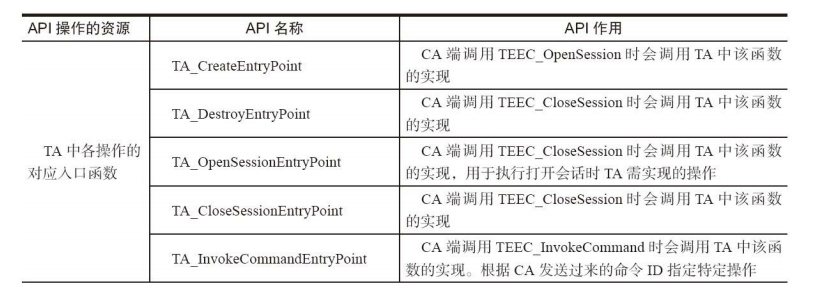 API 操作的资源 API 名称 API 作用
TA 中各操作的
对应入口函数
TA_CreateEntryPoint
CA 端调用 TEEC_OpenSession 时会调用 TA 中该函数
的实现
TA_DestroyEntryPoint
CA 端调用 TEEC_CloseSession 时会调用 TA 中该函数
的实现
TA_OpenSessionEntryPoint
CA 端调用 TEEC_CloseSession 时会调用 TA 中该函数
的实现，用于执行打开会话时 TA 需实现的操作
TA_CloseSessionEntryPoint
CA 端调用 TEEC_CloseSession 时会调用 TA 中该函数
的实现
TA_InvokeCommandEntryPoint
CA 端调用 TEEC_InvokeCommand 时会调用 TA 中该函
数的实现。根据 CA 发送过来的命令 ID 指定特定操作